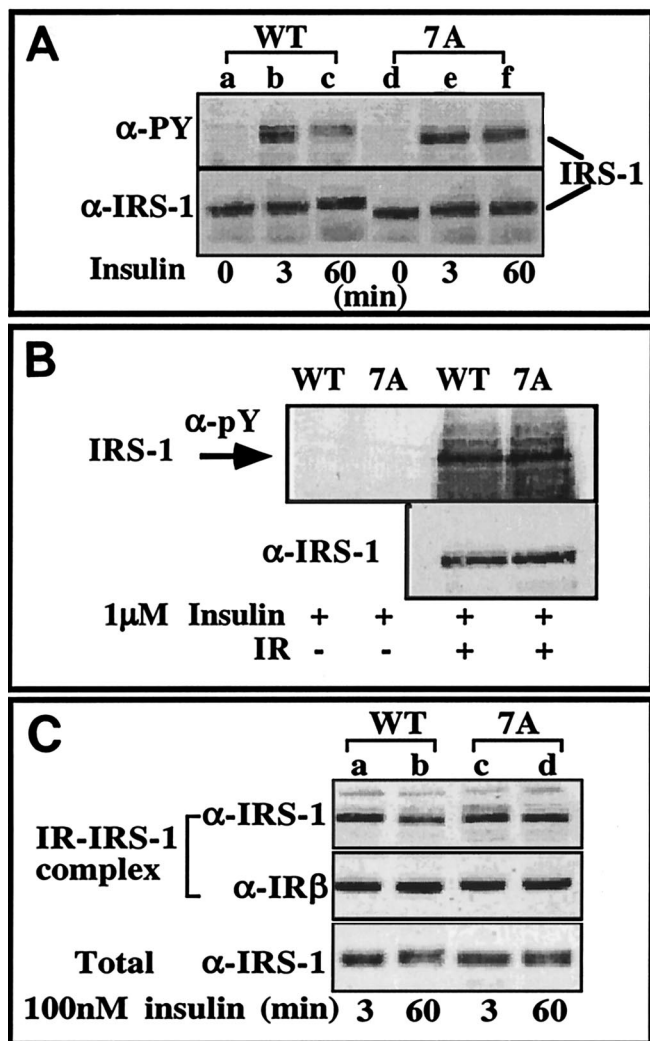 A
WT 7A
a b c d e f
α-PY
IRS-1
α-IRS-1
Insulin 0 3 60 0 3 60
(min)
B
WT 7A WT 7A
α-pY
IRS-1
α-IRS-1
1μM Insulin + + + +
IR - - + +
C
WT 7A
a b c d
α-IRS-1
IR-IRS-1
complex
α-IRβ
Total α-IRS-1
100nM insulin (min) 3 60 3 60